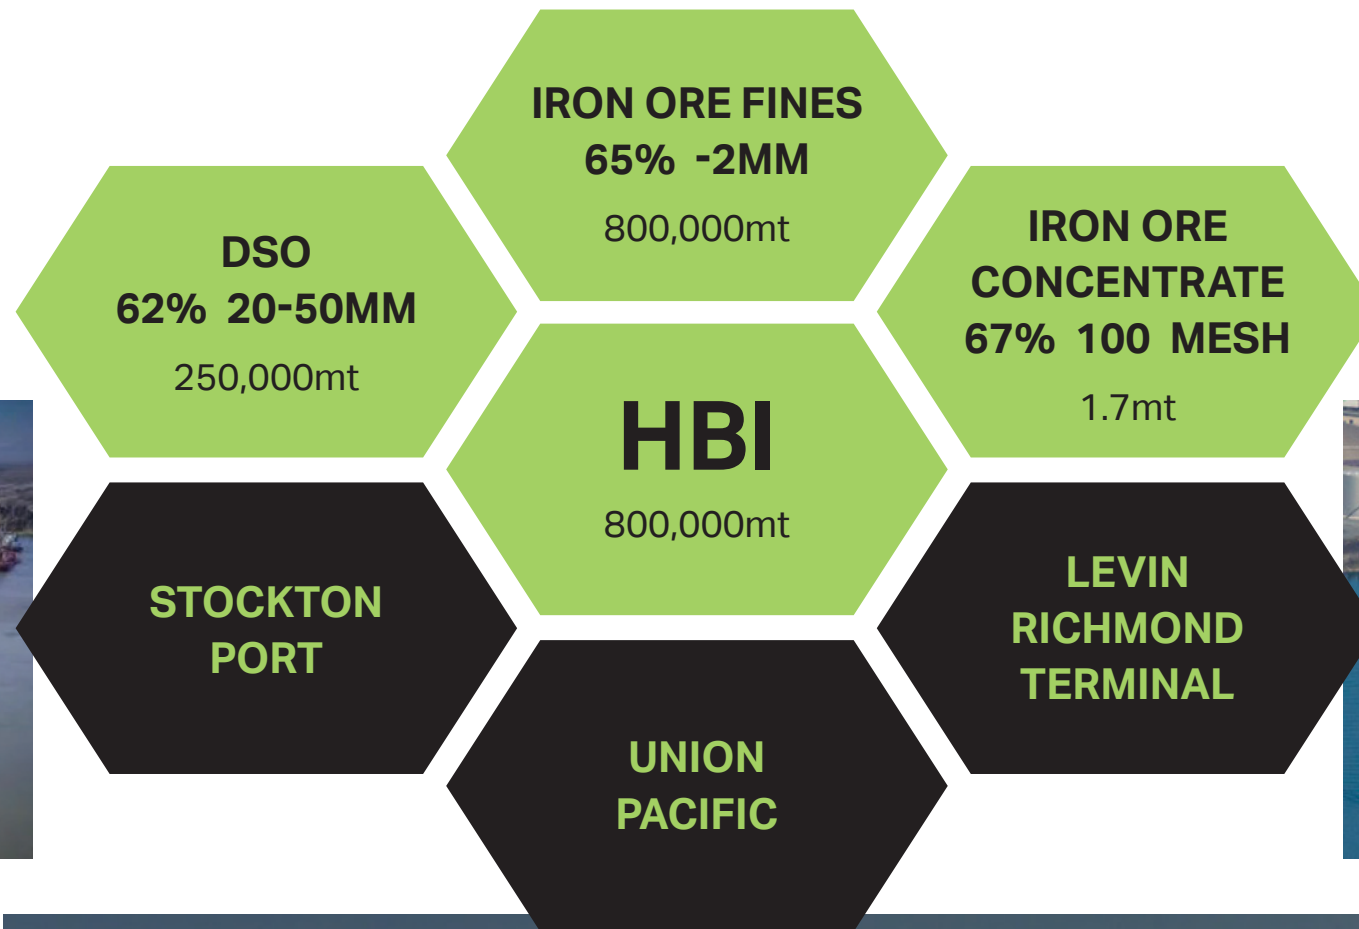 IRON ORE FINES
65% -2MM
800,000mt
DSO
62% 20-50MM
250,000mt
IRON ORE
CONCENTRATE
67% 100 MESH
1.7mt
HBI
800,000mt
STOCKTON
PORT
LEVIN
RICHMOND
TERMINAL
UNION
PACIFIC